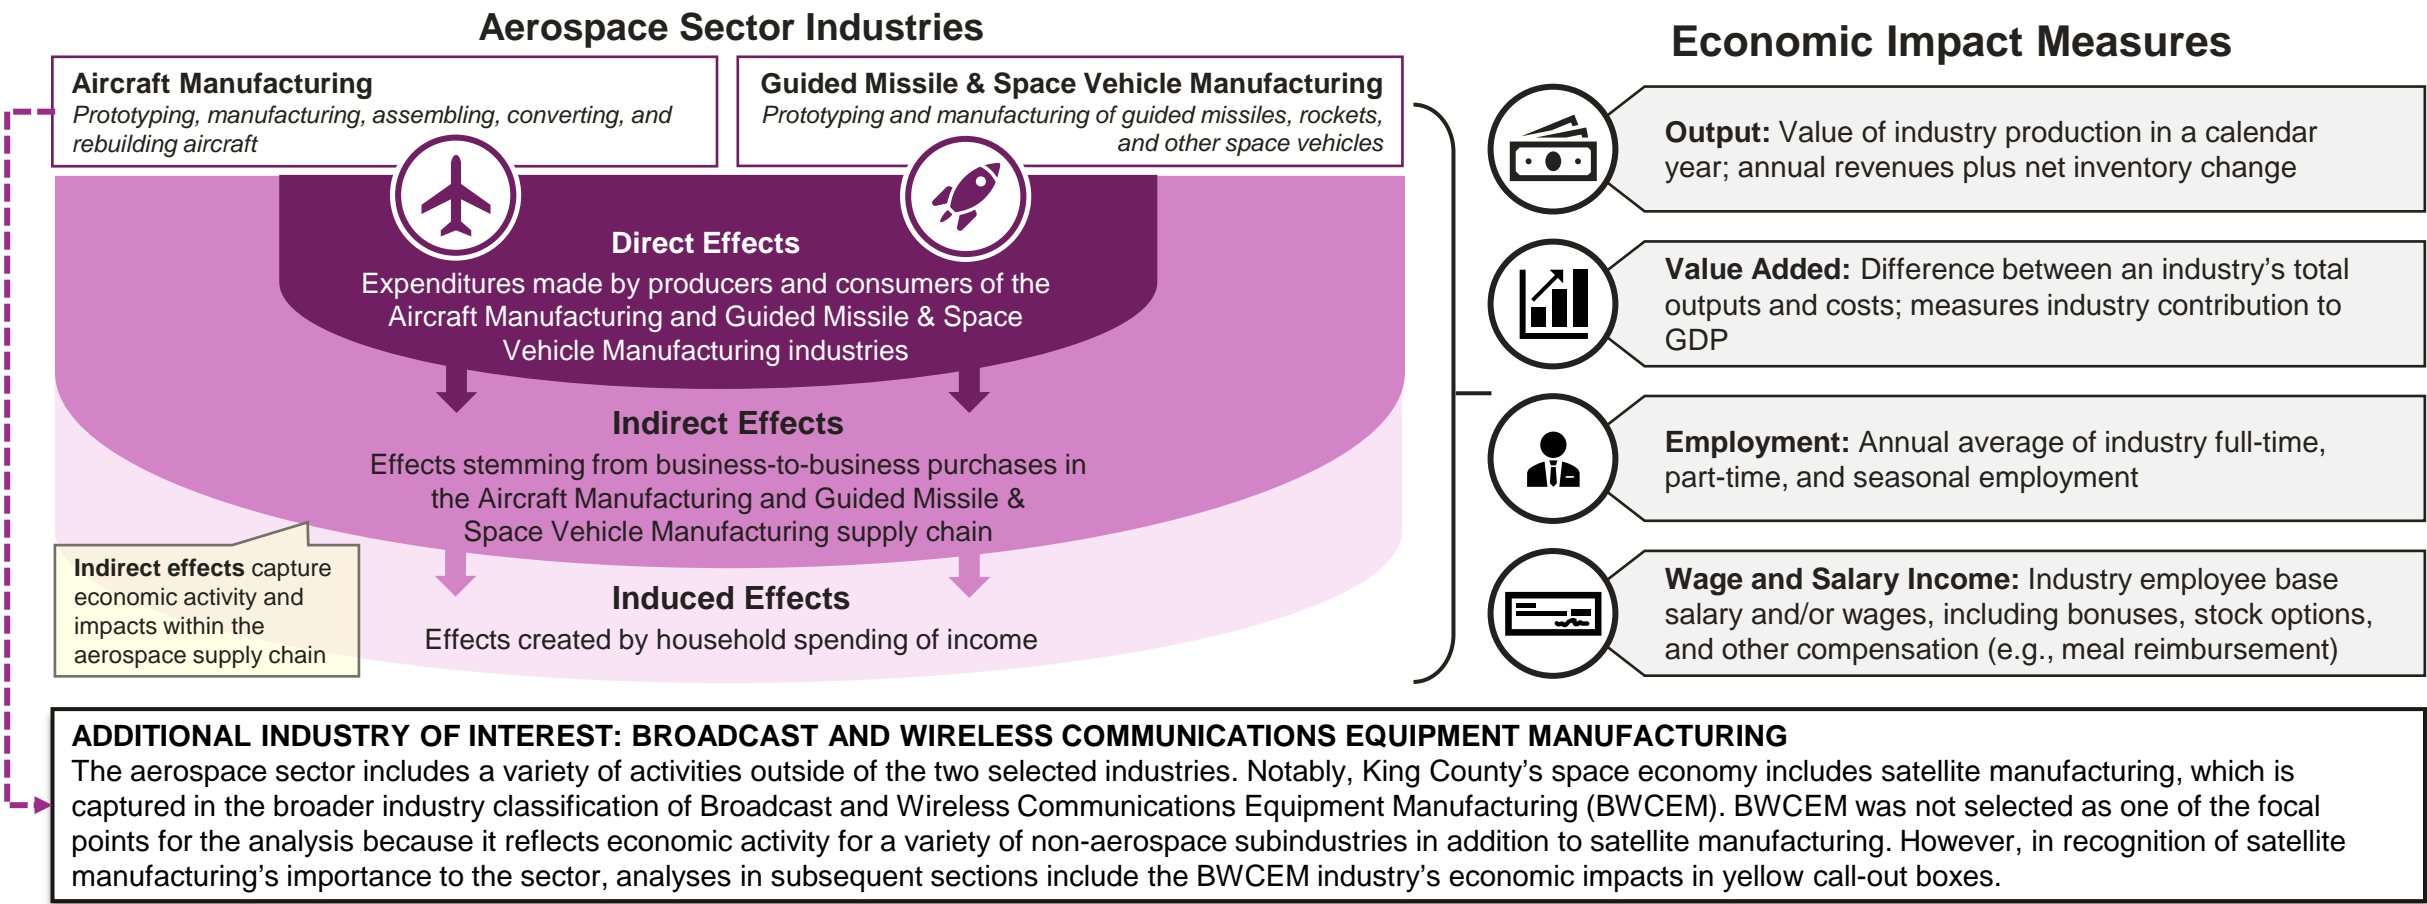 Aerospace Sector Industries
Aircraft Manufacturing
Prototyping, manufacturing, assembling, converting, and
rebuilding aircraft
Guided Missile & Space Vehicle Manufacturing
Prototyping and manufacturing of guided missiles, rockets,
and other space vehicles
Direct Effects
Expenditures made by producers and consumers of the
Aircraft Manufacturing and Guided Missile & Space
Vehicle Manufacturing industries
Indirect Effects
Effects stemming from business-to-business purchases in
the Aircraft Manufacturing and Guided Missile &
Space Vehicle Manufacturing supply chain
Indirect effects capture
economic activity and
impacts within the
aerospace supply chain
Induced Effects
Effects created by household spending of income
Economic Impact Measures
Output: Value of industry production in a calendar
year; annual revenues plus net inventory change
Value Added: Difference between an industry's total
outputs and costs; measures industry contribution to
GDP
Employment: Annual average of industry full-time,
part-time, and seasonal employment
Wage and Salary Income: Industry employee base
salary and/or wages, including bonuses, stock options,
and other compensation (e.g., meal reimbursement)
ADDITIONAL INDUSTRY OF INTEREST: BROADCAST AND WIRELESS COMMUNICATIONS EQUIPMENT MANUFACTURING
The aerospace sector includes a variety of activities outside of the two selected industries. Notably, King County's space economy includes satellite manufacturing, which is
captured in the broader industry classification of Broadcast and Wireless Communications Equipment Manufacturing (BWCEM). BWCEM was not selected as one of the focal
points for the analysis because it reflects economic activity for a variety of non-aerospace subindustries in addition to satellite manufacturing. However, in recognition of satellite
manufacturing's importance to the sector, analyses in subsequent sections include the BWCEM industry's economic impacts in yellow call-out boxes.